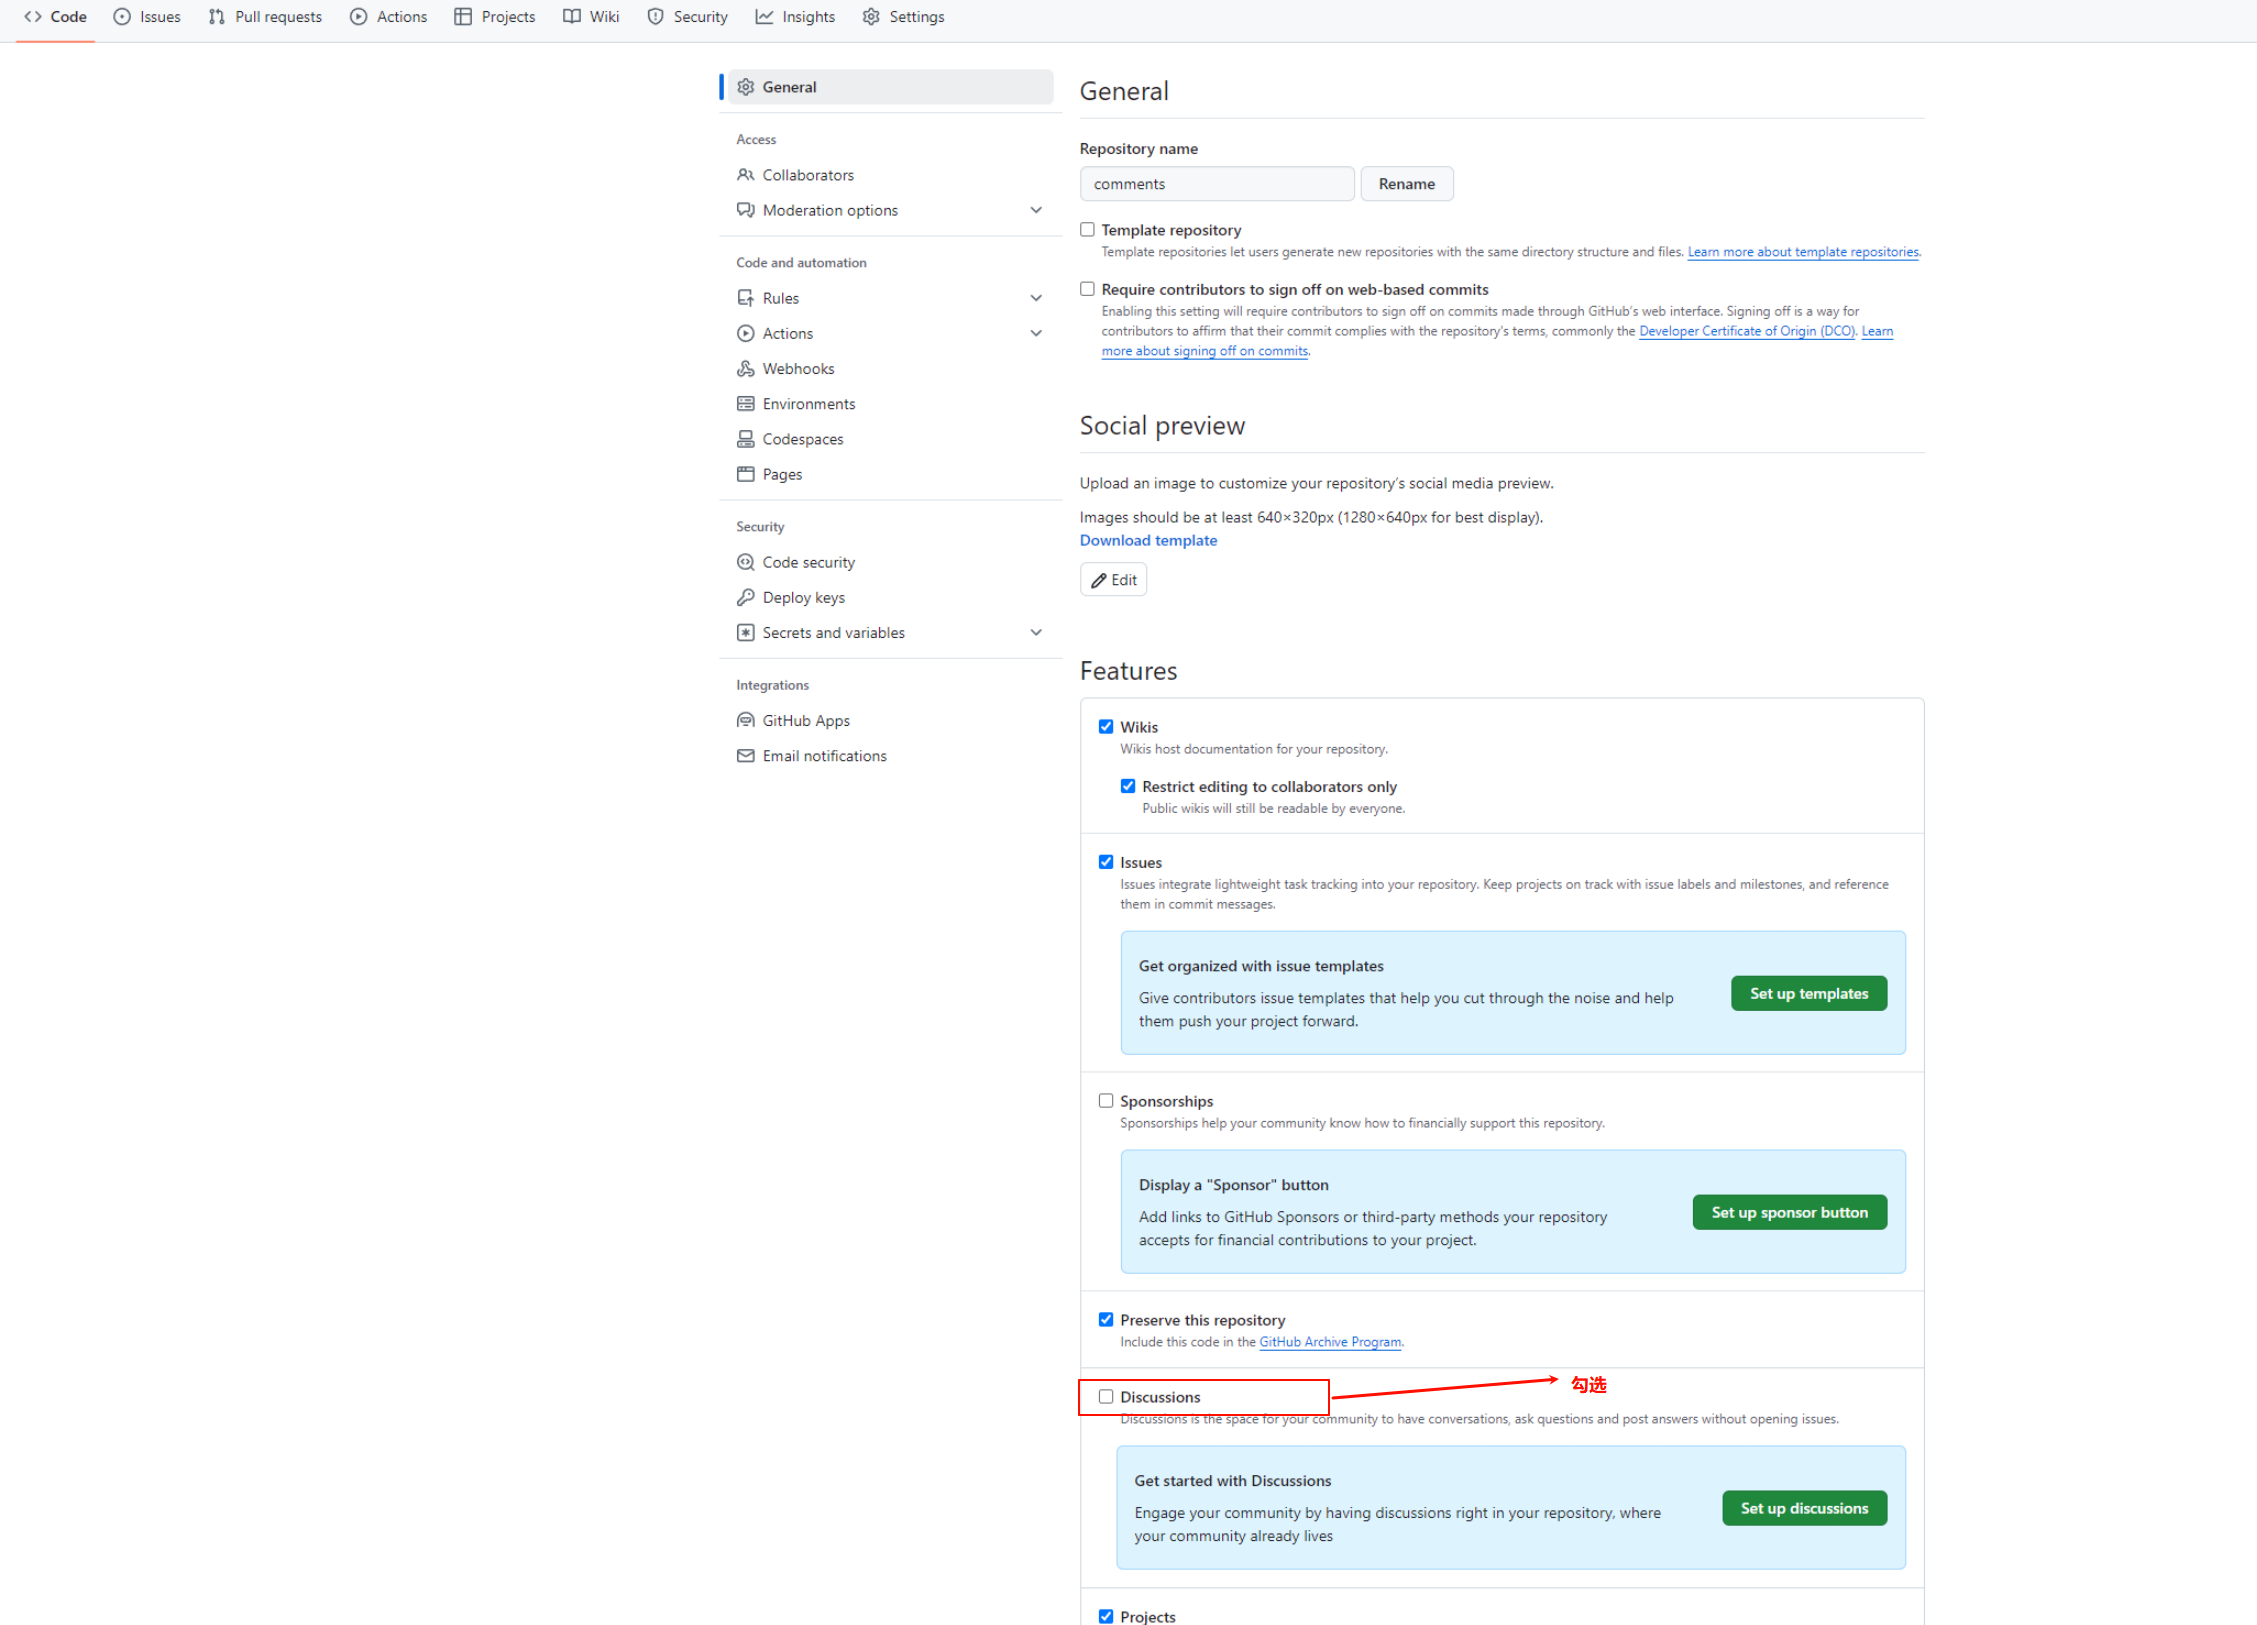 Code Issues Pull requests Actions Projects Wiki Security Insights Settings
General
Access
Collaborators
Moderation options
Code and automation
Rules
Actions
Webhooks
Environments
Codespaces
Pages
Security
Code security
Deploy keys
Secrets and variables
Integrations
GitHub Apps
Email notifications
General
Repository name
comments Rename
Template repository
Template repositories let users generate new repositories with the same directory structure and files. Learn more about template repositories.
Require contributors to sign off on web-based commits
Enabling this setting will require contributors to sign off on commits made through GitHub’s web interface. Signing off is a way for
contributors to affirm that their commit complies with the repository's terms, commonly the Developer Certificate of Origin (DCO). Learn
more about signing off on commits.
Social preview
Upload an image to customize your repository’s social media preview.
Images should be at least 640×320px (1280×640px for best display).
Download template
Edit
Features
Wikis
Wikis host documentation for your repository.
Restrict editing to collaborators only
Public wikis will still be readable by everyone.
Issues
Issues integrate lightweight task tracking into your repository. Keep projects on track with issue labels and milestones, and reference
them in commit messages.
Get organized with issue templates
Give contributors issue templates that help you cut through the noise and help
them push your project forward.
Set up templates
Sponsorships
Sponsorships help your community know how to financially support this repository.
Display a "Sponsor" button
Add links to GitHub Sponsors or third-party methods your repository
accepts for financial contributions to your project.
Set up sponsor button
Preserve this repository
Include this code in the GitHub Archive Program.
Discussions
勾选
Discussions is the space for your community to have conversations, ask questions and post answers without opening issues.
Get started with Discussions
Engage your community by having discussions right in your repository, where
your community already lives
Set up discussions
Projects